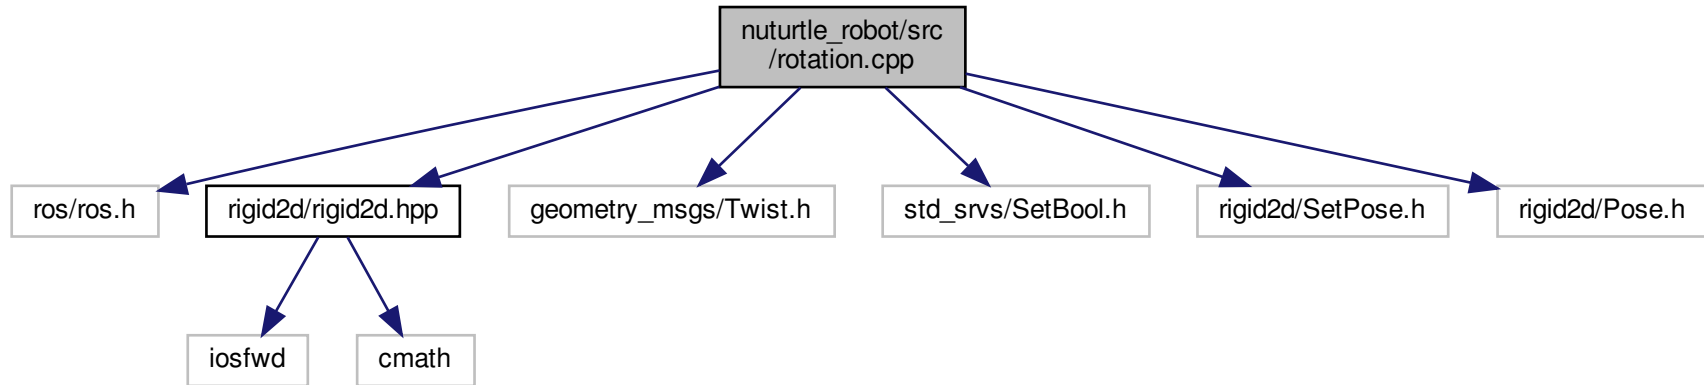 nuturtle_robot/src
/rotation.cpp
ros/ros.h
rigid2d/rigid2d.hpp
geometry_msgs/Twist.h
std_srvs/SetBool.h
rigid2d/SetPose.h
rigid2d/Pose.h
iosfwd
cmath